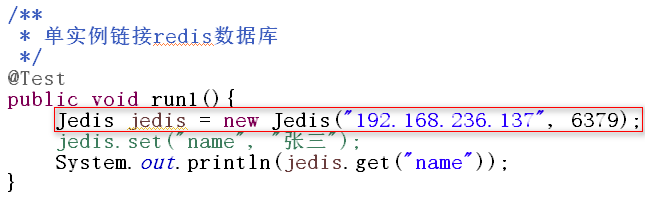 /**
 * 单实例链接redis数据库
 */
@Test
public void run1(){
    Jedis jedis = new Jedis("192.168.236.137", 6379);
    jedis.set("name", "张三");
    System.out.println(jedis.get("name"));
}